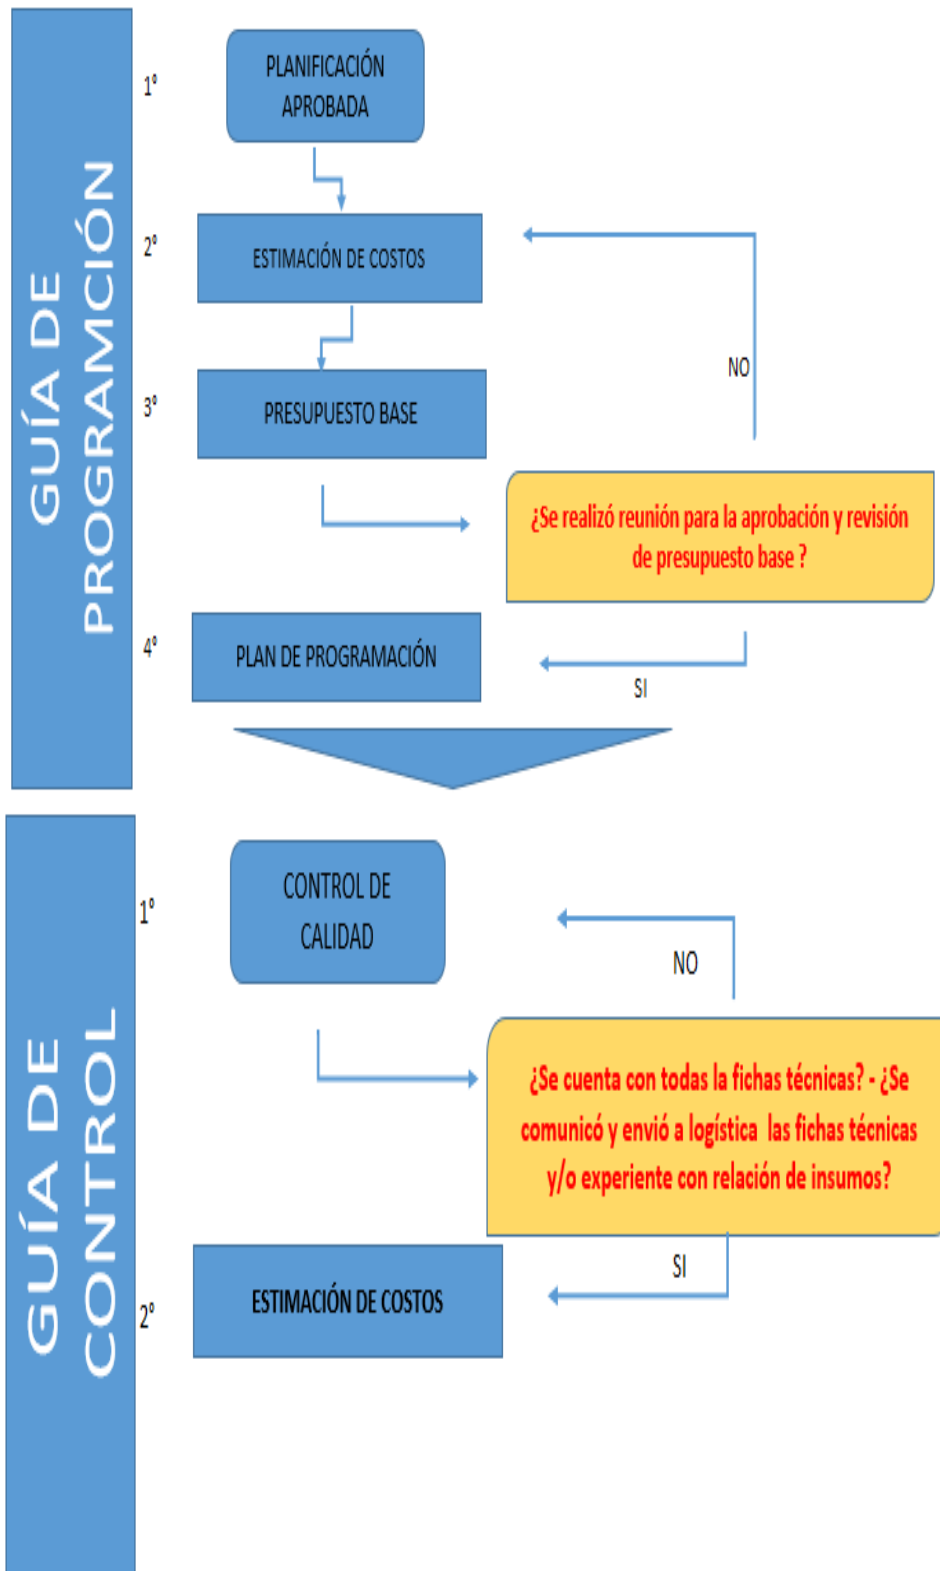 GUÍA DE
PROGRAMCIÓN
1°
PLANIFICACIÓN
APROBADA
2°
ESTIMACIÓN DE COSTOS
NO
3°
PRESUPUESTO BASE
¿Se realizó reunión para la aprobación y revisión
de presupuesto base ?
4°
PLAN DE PROGRAMACIÓN
SI
GUÍA DE
CONTROL
1°
CONTROL DE
CALIDAD
NO
¿Se cuenta con todas la fichas técnicas? - ¿Se
comunicó y envió a logística las fichas técnicas
y/o experiente con relación de insumos?
SI
2°
ESTIMACIÓN DE COSTOS